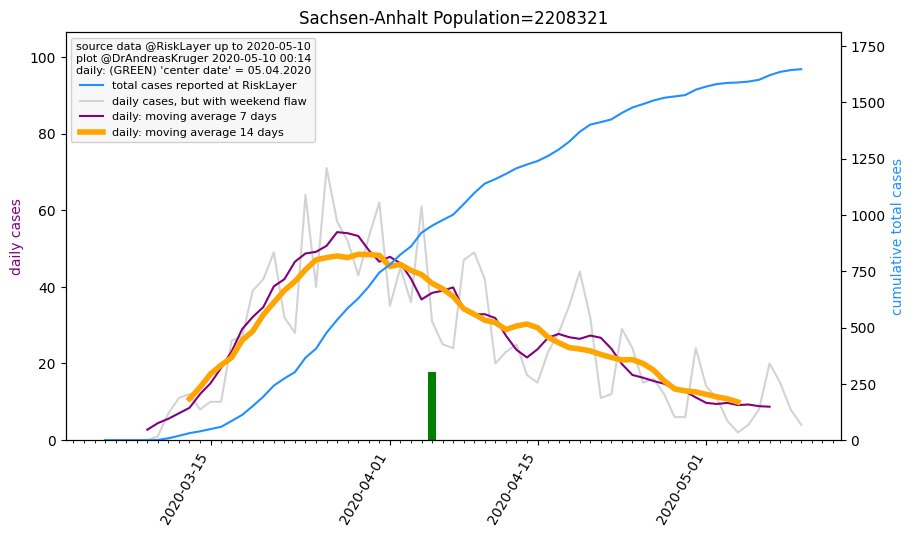 Sachsen-Anhalt Population=2208321
source data @RiskLayer up to 2020-05-10
plot @DrAndreasKruger 2020-05-10 00:14
daily: (GREEN) 'center date' = 05.04.2020
total cases reported at RiskLayer
daily cases, but with weekend flaw
daily: moving average 7 days
daily: moving average 14 days
daily cases
100
80
60
40
20
0
cumulative total cases
1750
1500
1250
1000
750
500
250
0
2020-03-15
2020-04-01
2020-04-15
2020-05-01